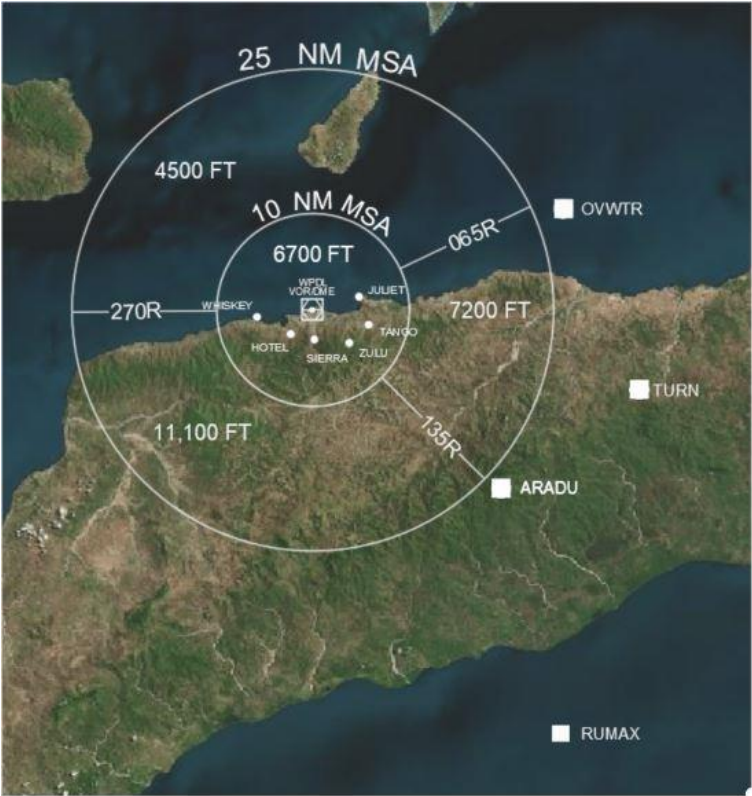 25 NM MSA
4500 FT
10 NM MSA
OVWTR
065R
6700 FT
WPDL
VOR/DME
JULIET
WHISKEY
270R
7200 FT
TANGO
HOTEL
SIERRA
ZULU
TURN
11,100 FT
135R
ARADU
RUMAX